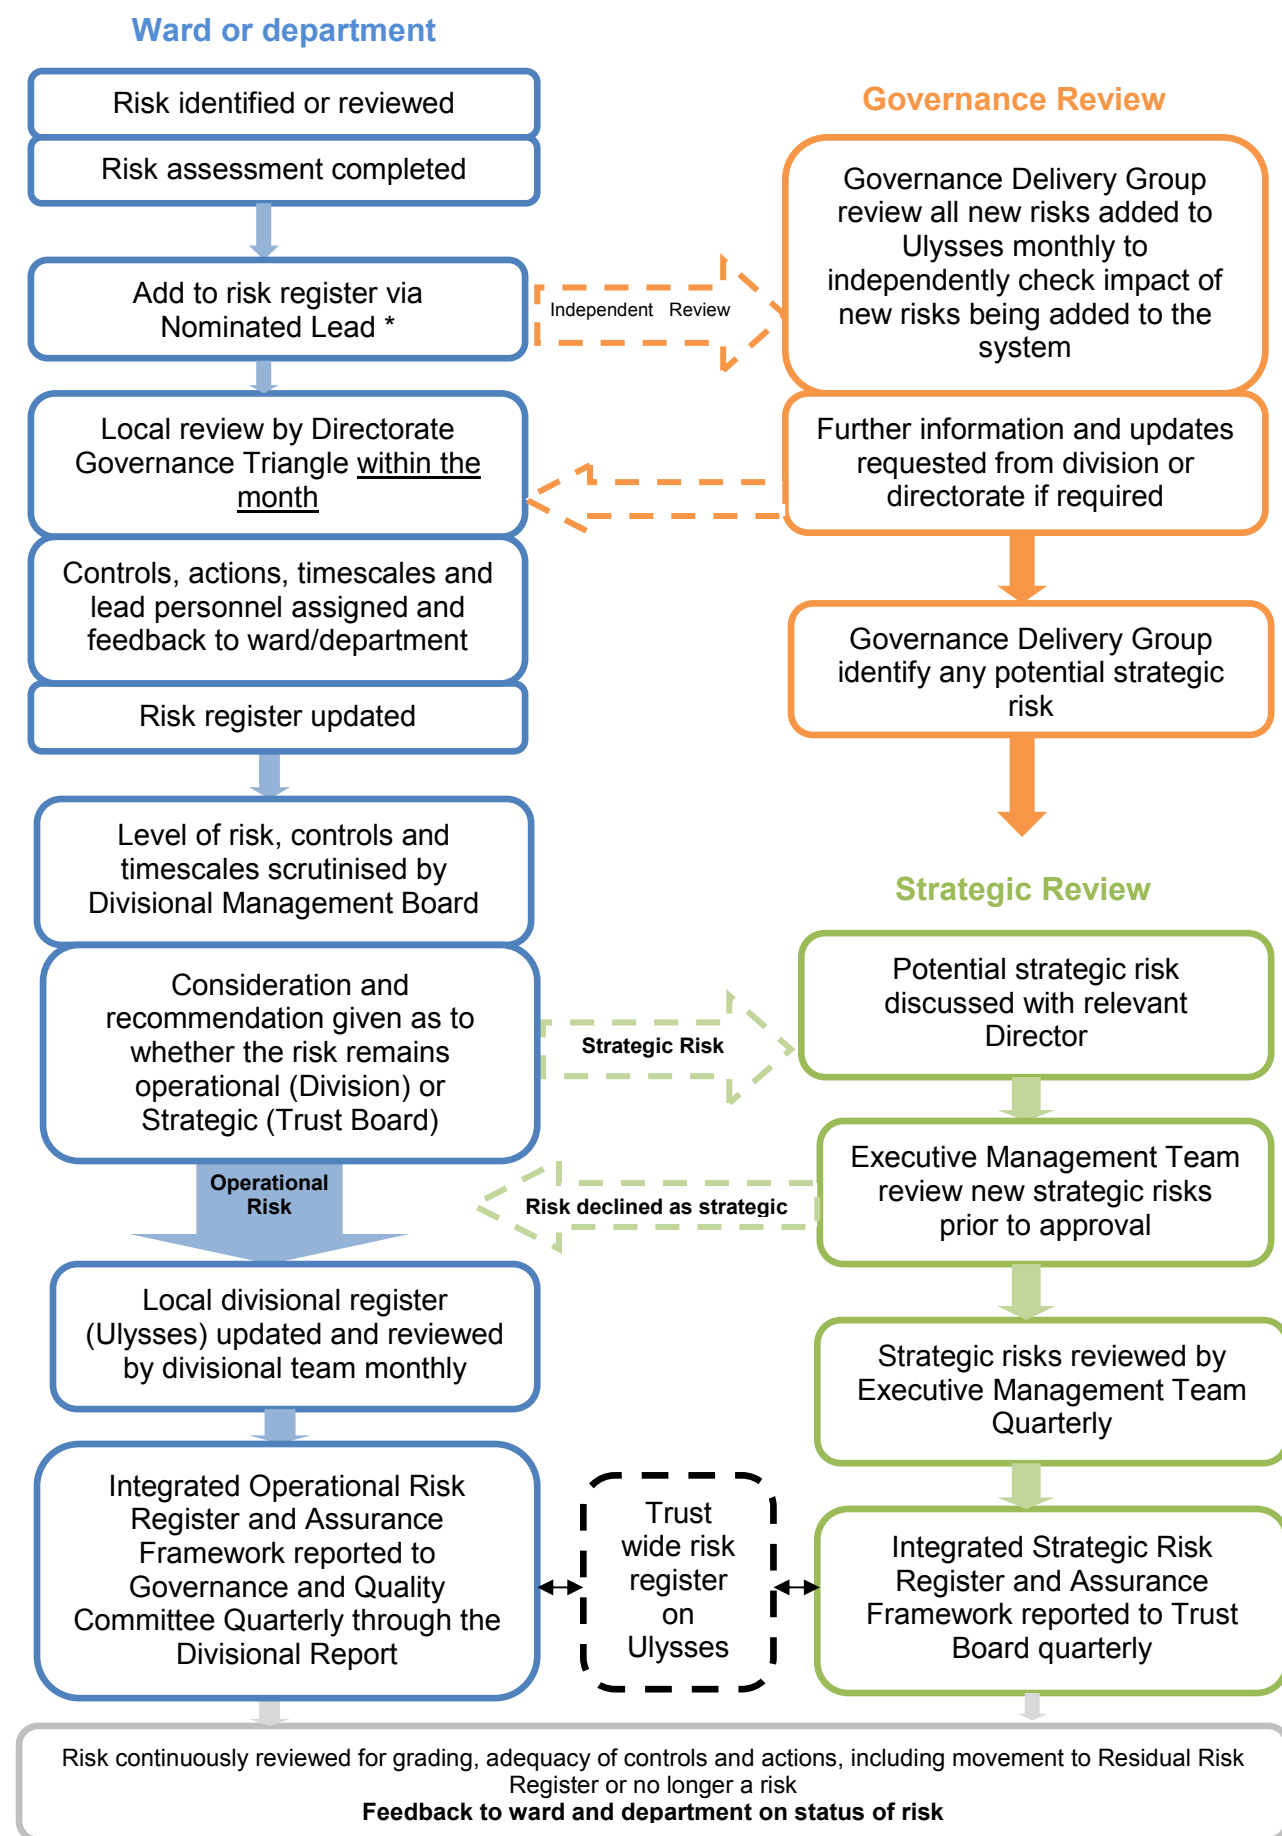 Ward or department
Risk identified or reviewed
Risk assessment completed
Add to risk register via
Nominated Lead *
Local review by Directorate
Governance Triangle within the
month
Controls, actions, timescales and
lead personnel assigned and
feedback to ward/department
Risk register updated
Level of risk, controls and
timescales scrutinised by
Divisional Management Board
Consideration and
recommendation given as to
whether the risk remains
operational (Division) or
Strategic (Trust Board)
Operational
Risk
Local divisional register
(Ulysses) updated and reviewed
by divisional team monthly
Integrated Operational Risk
Register and Assurance
Framework reported to
Governance and Quality
Committee Quarterly through the
Divisional Report
Independent Review
Governance Review
Governance Delivery Group
review all new risks added to
Ulysses monthly to
independently check impact of
new risks being added to the
system
Further information and updates
requested from division or
directorate if required
Governance Delivery Group
identify any potential strategic
risk
Strategic Review
Strategic Risk
Potential strategic risk
discussed with relevant
Director
Executive Management Team
review new strategic risks
prior to approval
Risk declined as strategic
Strategic risks reviewed by
Executive Management Team
Quarterly
Trust
wide risk
register
on
Ulysses
Integrated Strategic Risk
Register and Assurance
Framework reported to Trust
Board quarterly
Risk continuously reviewed for grading, adequacy of controls and actions, including movement to Residual Risk
Register or no longer a risk
Feedback to ward and department on status of risk